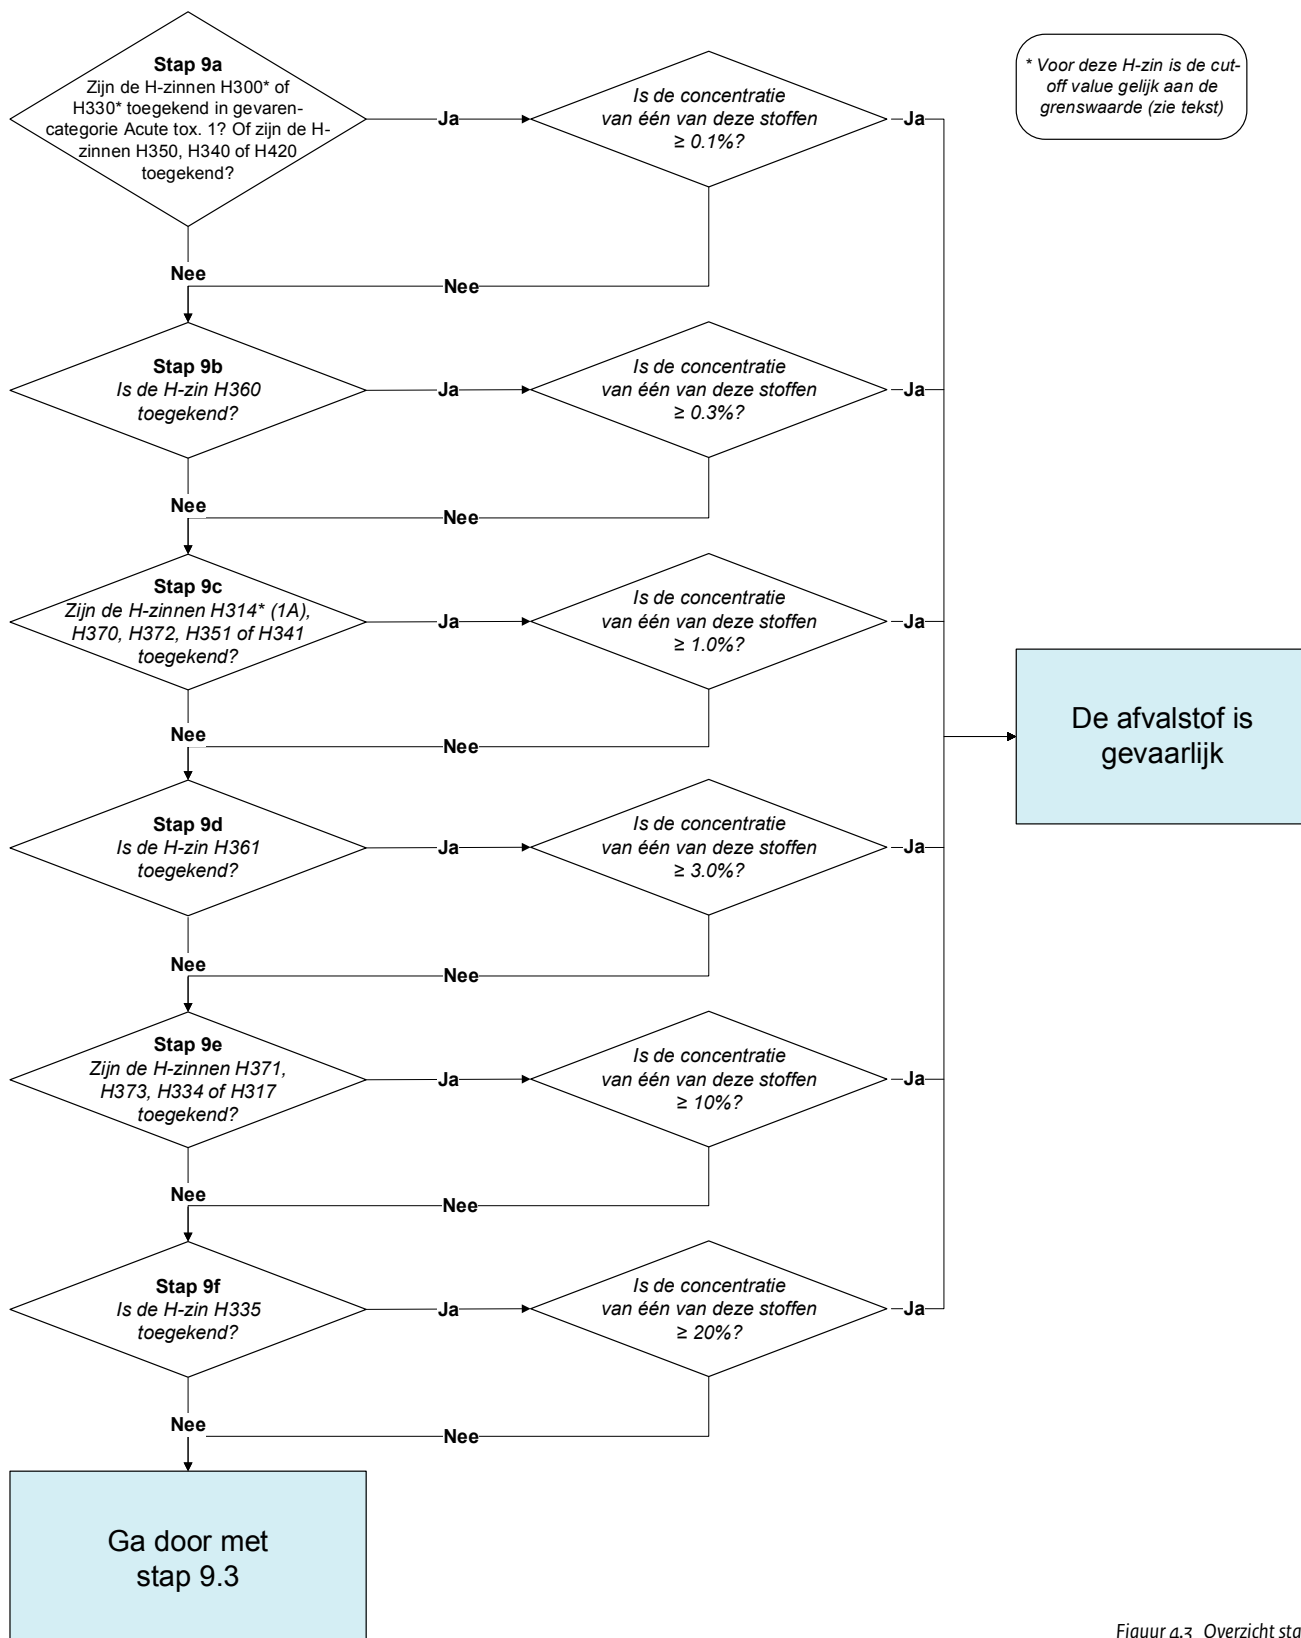 Stap 9a
Zijn de H-zinnen H300* of
H330* toegekend in gevaren-
categorie Acute tox. 1? Of zijn de H-
zinnen H350, H340 of H420
toegekend?
Ja
Is de concentratie
van één van deze stoffen
≥ 0.1%?
Ja
* Voor deze H-zin is de cut-
off value gelijk aan de
grenswaarde (zie tekst)
Nee
Nee
Stap 9b
Is de H-zin H360
toegekend?
Ja
Is de concentratie
van één van deze stoffen
≥ 0.3%?
Ja
Nee
Nee
Stap 9c
Zijn de H-zinnen H314* (1A),
H370, H372, H351 of H341
toegekend?
Ja
Is de concentratie
van één van deze stoffen
≥ 1.0%?
Ja
De afvalstof is
gevaarlijk
Nee
Nee
Stap 9d
Is de H-zin H361
toegekend?
Ja
Is de concentratie
van één van deze stoffen
≥ 3.0%?
Ja
Nee
Nee
Stap 9e
Zijn de H-zinnen H371,
H373, H334 of H317
toegekend?
Ja
Is de concentratie
van één van deze stoffen
≥ 10%?
Ja
Nee
Nee
Stap 9f
Is de H-zin H335
toegekend?
Ja
Is de concentratie
van één van deze stoffen
≥ 20%?
Ja
Nee
Nee
Ga door met
stap 9.3
Figuur 4.3 Overzicht sta